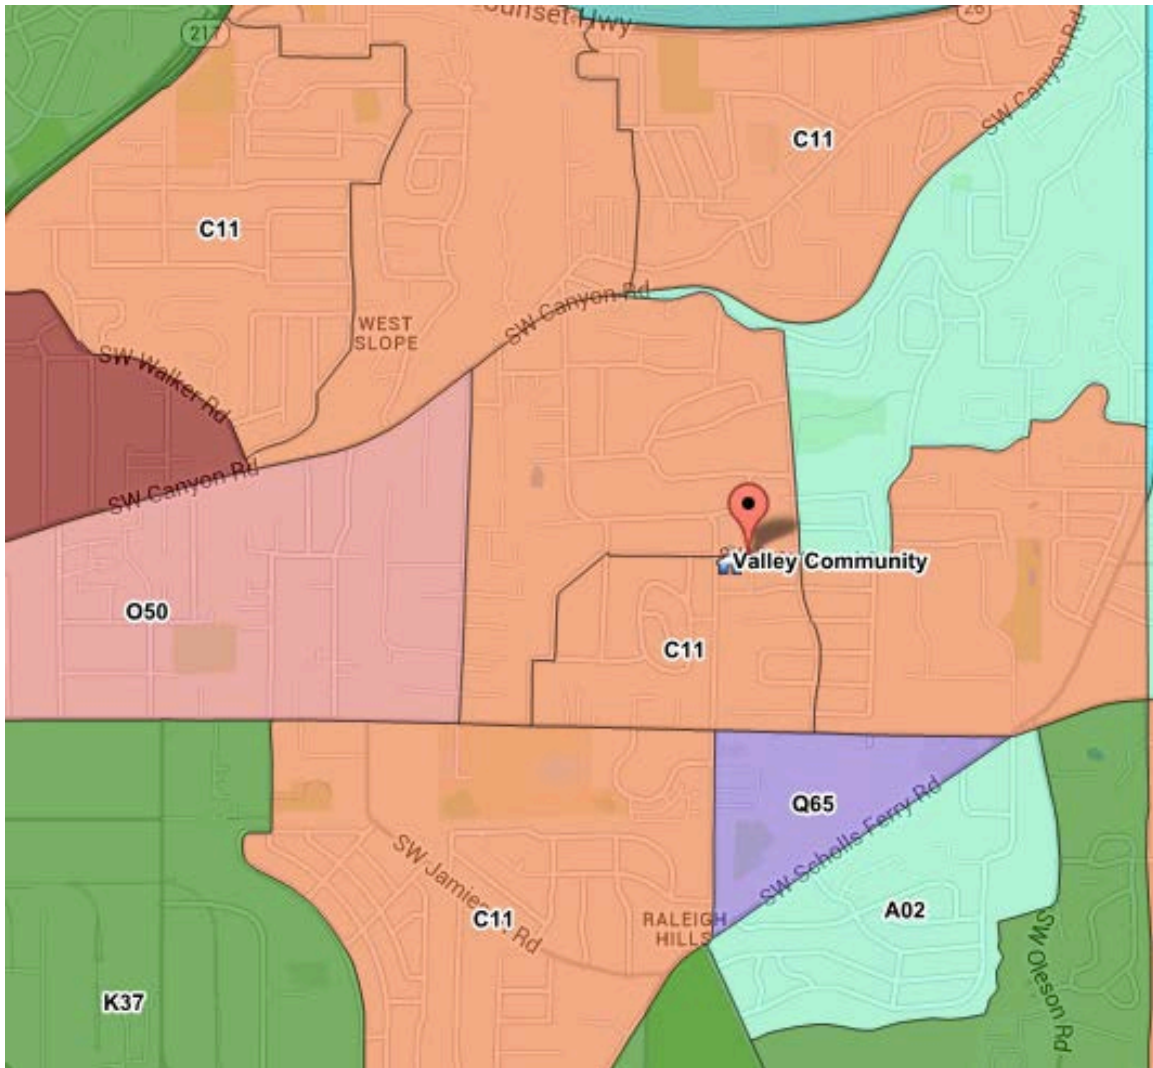 Sunset Hwy
217
26
SW Canyon Rd
C11
C11
SW Canyon Rd
WEST
SLOPE
SW Walker Rd
SW Canyon Rd
Valley Community
O50
C11
Q65
SW Scholls Ferry Rd
SW Jamieson Rd
C11
RALEIGH
HILLS
A02
SW Oleson Rd
K37